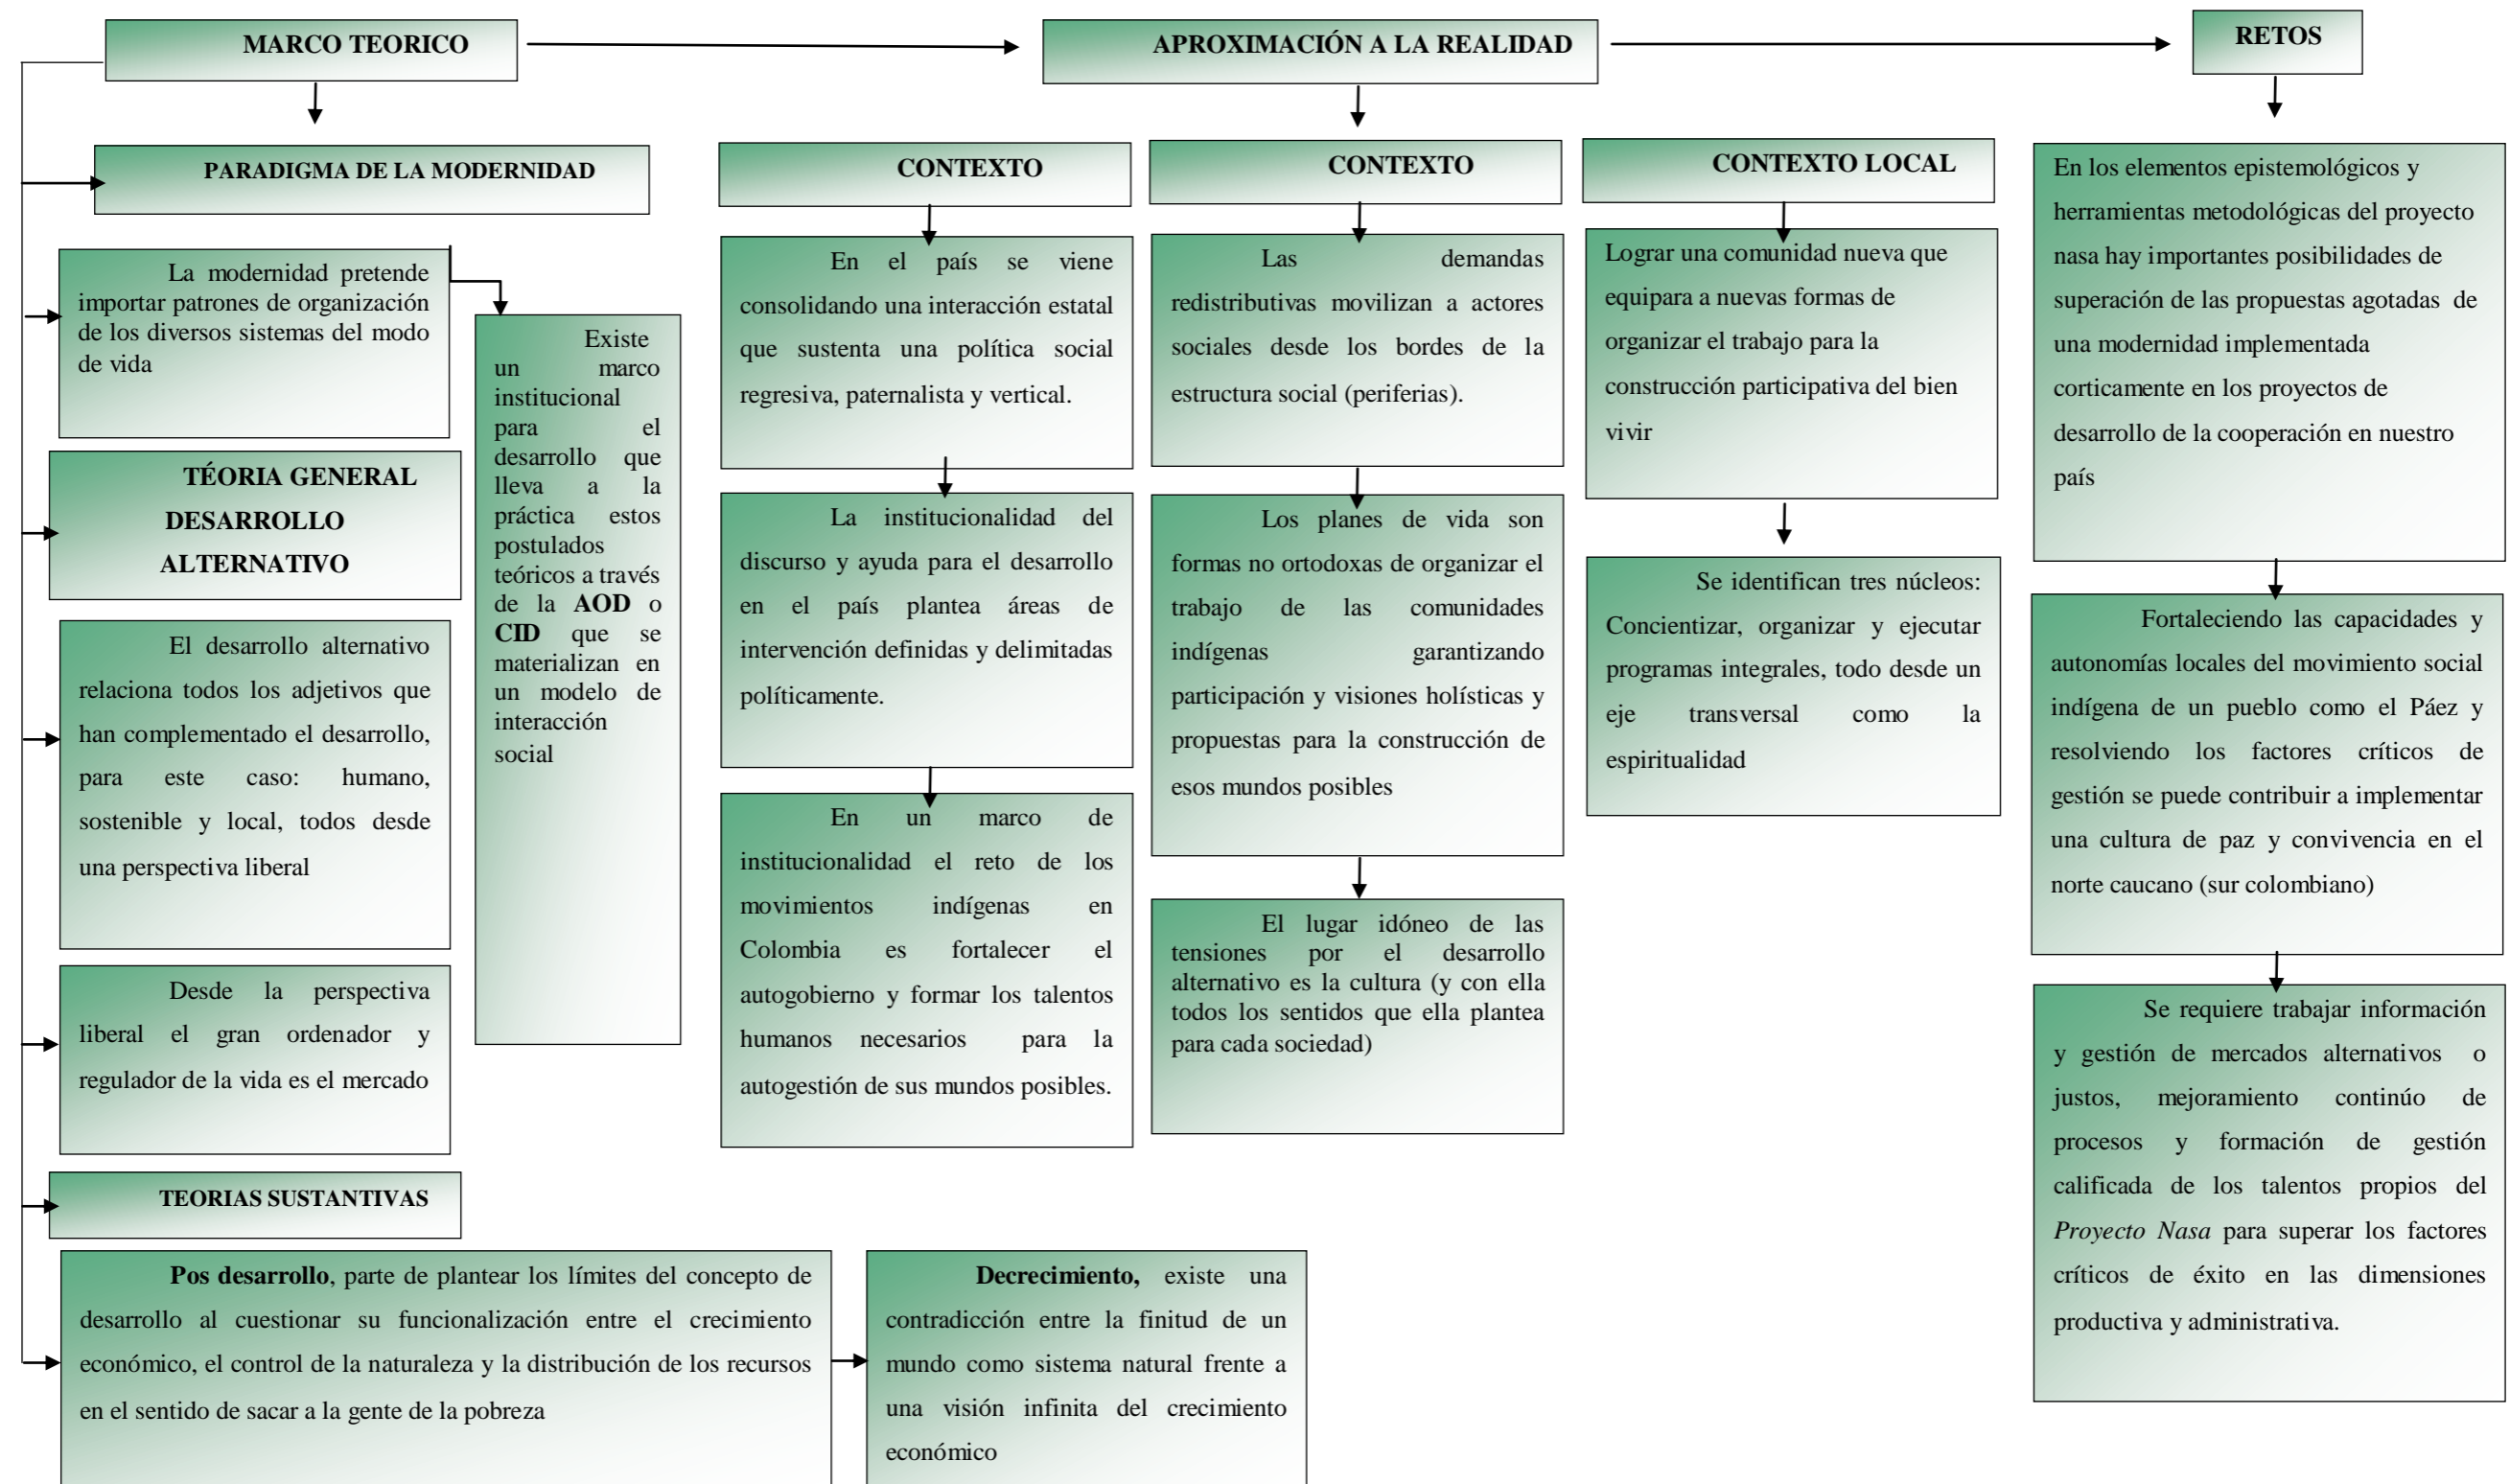 MARCO TEORICO
APROXIMACIÓN A LA REALIDAD
RETOS
PARADIGMA DE LA MODERNIDAD
La modernidad pretende
importar patrones de organización
de los diversos sistemas del modo
de vida
Existe
un marco
institucional
para el
desarrollo que
lleva a la
práctica estos
postulados
teóricos a través
de la AOD o
CID que se
materializan en
un modelo de
interacción
social
TÉORIA GENERAL
DESARROLLO
ALTERNATIVO
El desarrollo alternativo
relaciona todos los adjetivos que
han complementado el desarrollo,
para este caso: humano,
sostenible y local, todos desde
una perspectiva liberal
Desde la perspectiva
liberal el gran ordenador y
regulador de la vida es el mercado
TEORIAS SUSTANTIVAS
Pos desarrollo, parte de plantear los límites del concepto de
desarrollo al cuestionar su funcionalización entre el crecimiento
económico, el control de la naturaleza y la distribución de los recursos
en el sentido de sacar a la gente de la pobreza
Decrecimiento, existe una
contradicción entre la finitud de un
mundo como sistema natural frente a
una visión infinita del crecimiento
económico
CONTEXTO
En el país se viene
consolidando una interacción estatal
que sustenta una política social
regresiva, paternalista y vertical.
La institucionalidad del
discurso y ayuda para el desarrollo
en el país plantea áreas de
intervención definidas y delimitadas
políticamente.
En un marco de
institucionalidad el reto de los
movimientos indígenas en
Colombia es fortalecer el
autogobierno y formar los talentos
humanos necesarios para la
autogestión de sus mundos posibles.
CONTEXTO
Las demandas
redistributivas movilizan a actores
sociales desde los bordes de la
estructura social (periferias).
Los planes de vida son
formas no ortodoxas de organizar el
trabajo de las comunidades
indígenas garantizando
participación y visiones holísticas y
propuestas para la construcción de
esos mundos posibles
El lugar idóneo de las
tensiones por el desarrollo
alternativo es la cultura (y con ella
todos los sentidos que ella plantea
para cada sociedad)
CONTEXTO LOCAL
Lograr una comunidad nueva que
equipara a nuevas formas de
organizar el trabajo para la
construcción participativa del bien
vivir
Se identifican tres núcleos:
Concientizar, organizar y ejecutar
programas integrales, todo desde un
eje transversal como la
espiritualidad
En los elementos epistemológicos y
herramientas metodológicas del proyecto
nasa hay importantes posibilidades de
superación de las propuestas agotadas de
una modernidad implementada
corticamente en los proyectos de
desarrollo de la cooperación en nuestro
país
Fortaleciendo las capacidades y
autonomías locales del movimiento social
indígena de un pueblo como el Páez y
resolviendo los factores críticos de
gestión se puede contribuir a implementar
una cultura de paz y convivencia en el
norte caucano (sur colombiano)
Se requiere trabajar información
y gestión de mercados alternativos o
justos, mejoramiento continúo de
procesos y formación de gestión
calificada de los talentos propios del
Proyecto Nasa para superar los factores
críticos de éxito en las dimensiones
productiva y administrativa.